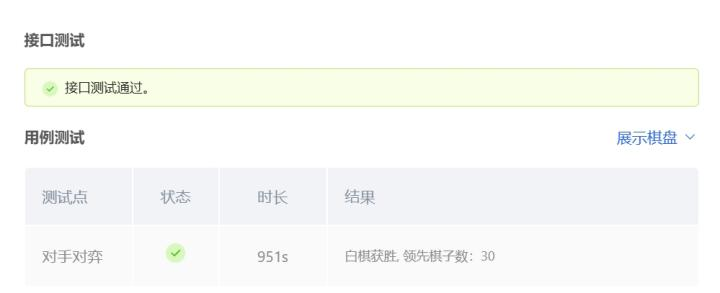 接口测试
接口测试通过。
用例测试 展示棋盘
测试点 状态 时长 结果
对手对弈 951s 白棋获胜, 领先棋子数：30